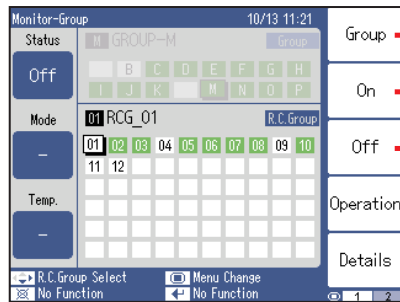 Monitor-Group 10/13 11:21
Status
Off
Mode
–
Temp.
–
M GROUP-M Group
B C D E F G H
I J K M N O P
01 RCG_01 R.C.Group
01 02 03 04 05 06 07 08 09 10
11 12
R.C.Group Select Menu Change
No Function No Function
Group
On
Off
Operation
Details
1 2